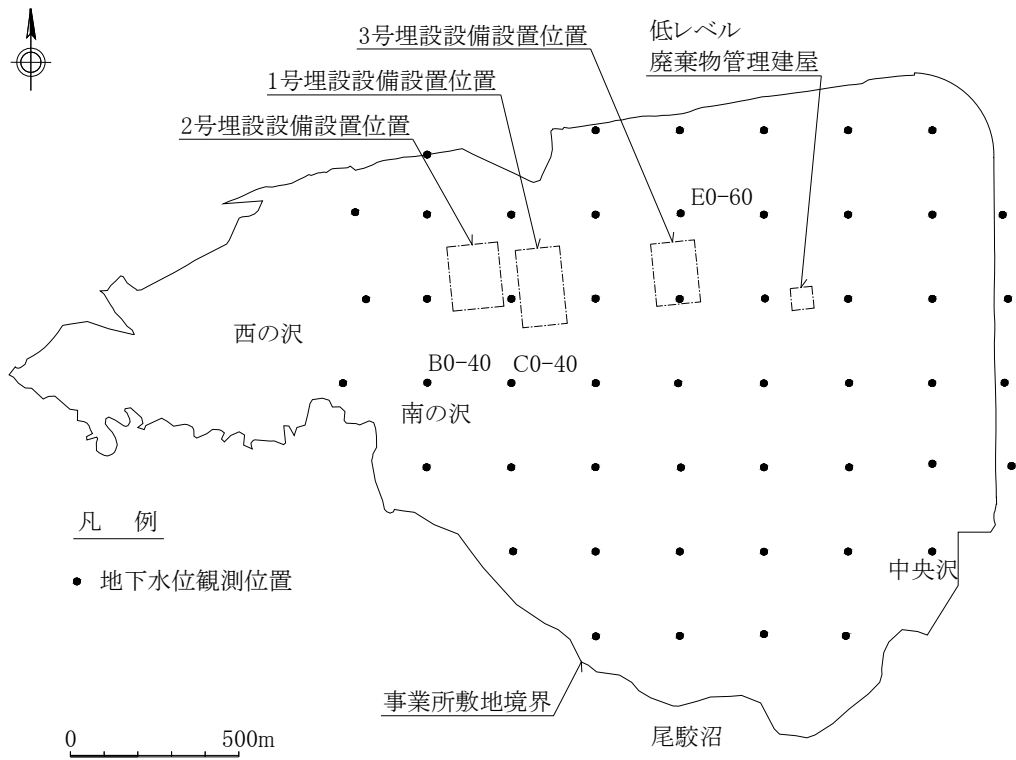 低レベル
廃棄物管理建屋
3号埋設設備設置位置
1号埋設設備設置位置
2号埋設設備設置位置
E0-60
西の沢
B0-40
C0-40
南の沢
凡 例
地下水位観測位置
中央沢
事業所敷地境界
尾駮沼
0
500m